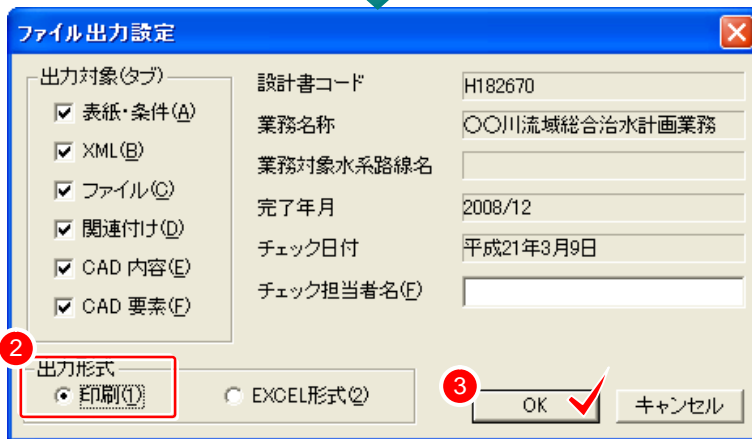 ファイル出力設定
出力対象(タブ)
表紙・条件(A)
XML(B)
ファイル(C)
関連付け(D)
CAD 内容(E)
CAD 要素(F)
設計書コード H182670
業務名称 〇〇川流域総合治水計画業務
業務対象水系路線名
完了年月 2008/12
チェック日付 平成21年3月9日
チェック担当者名(F)
2
出力形式
印刷(1) EXCEL形式(2)
3
OK キャンセル